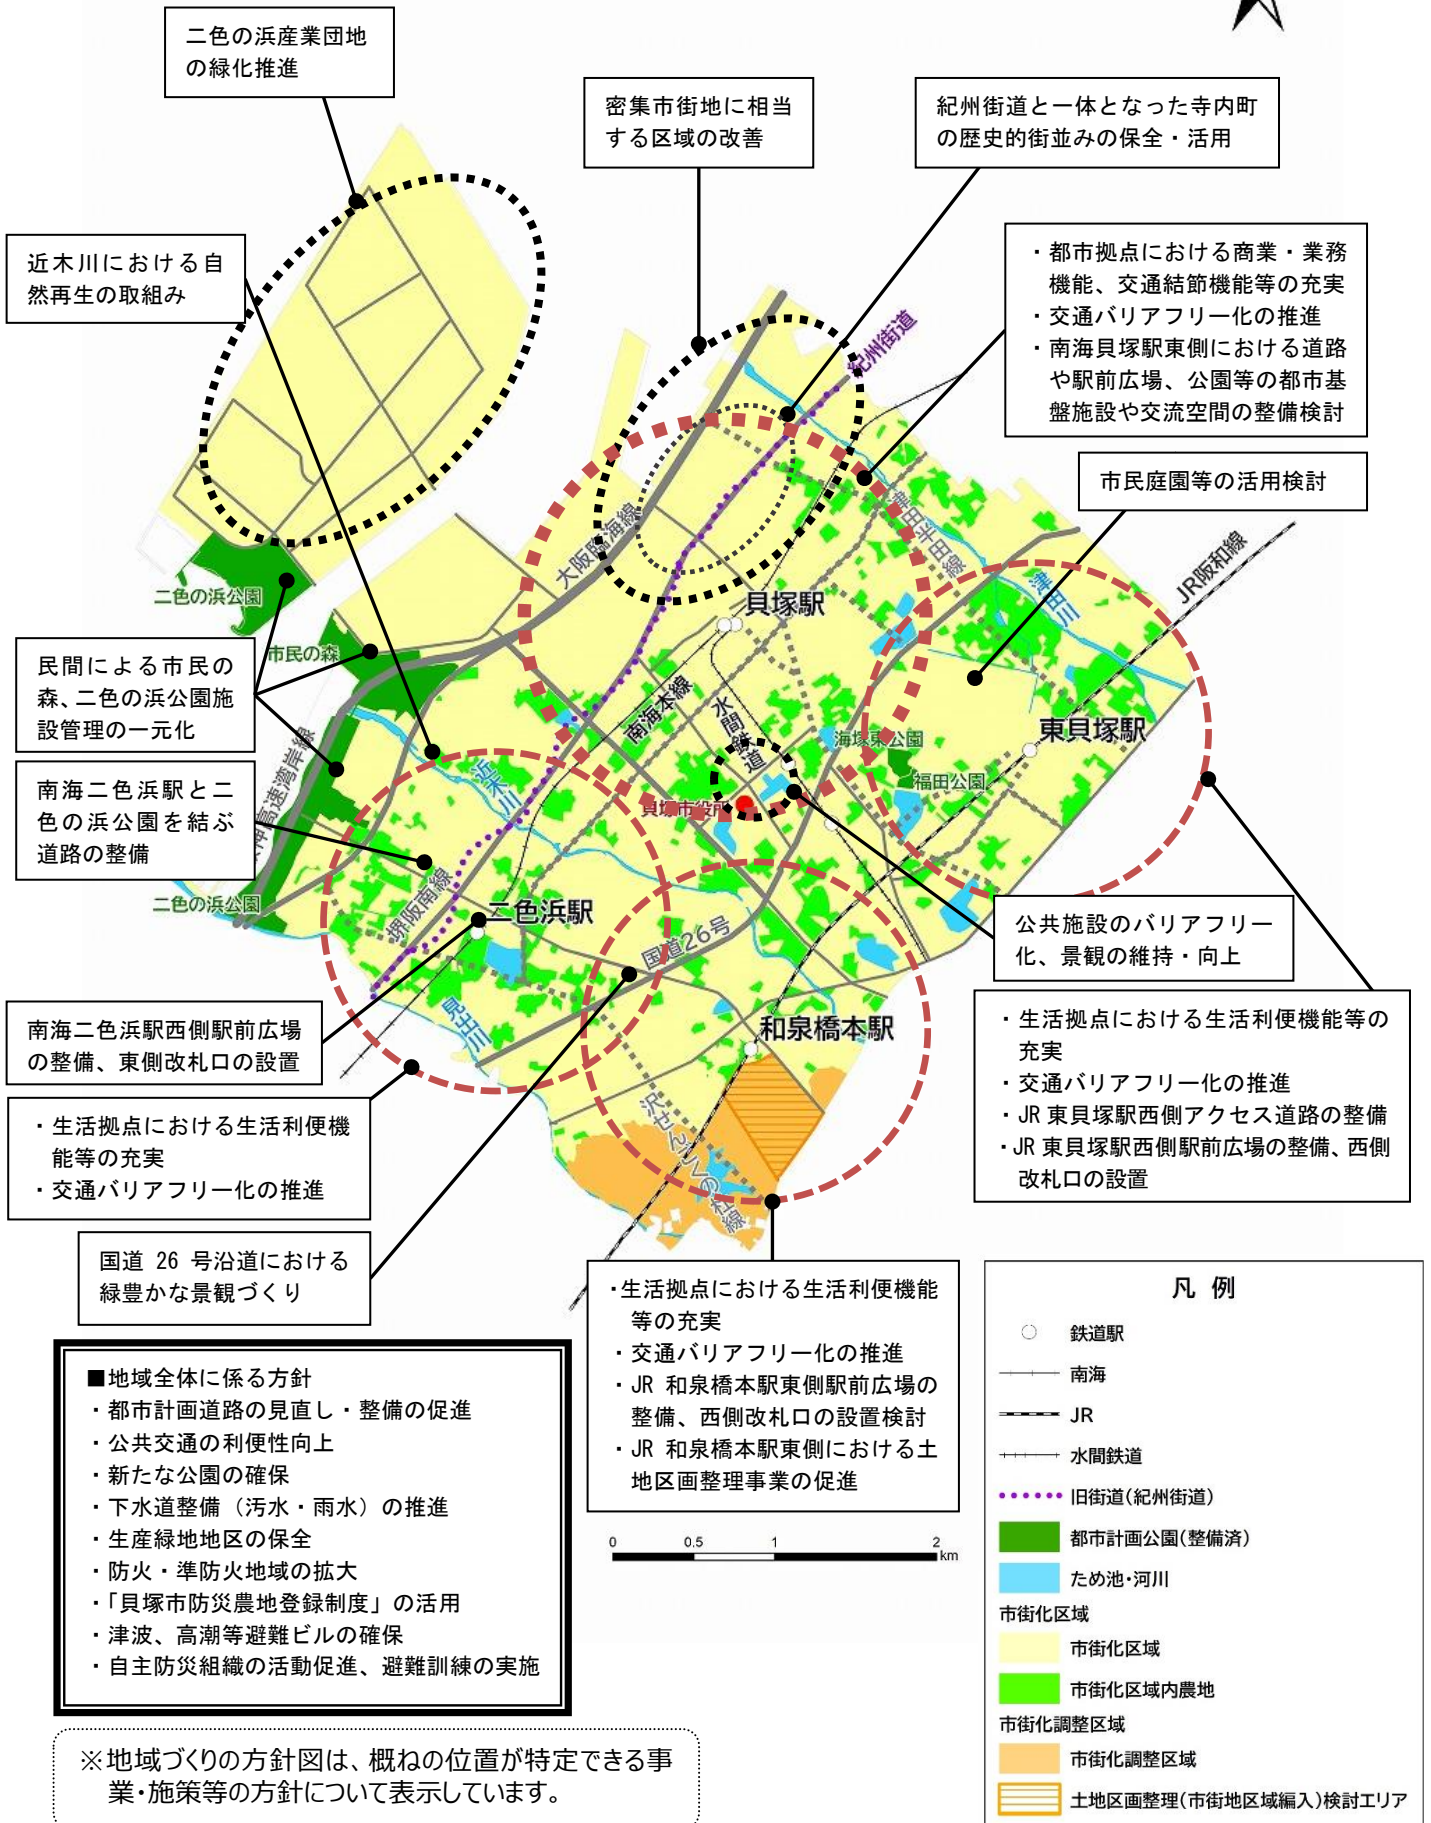 二色の浜産業団地
の緑化推進
密集市街地に相当
する区域の改善
紀州街道と一体となった寺内町
の歴史的街並みの保全・活用
近木川における自
然再生の取組み
・都市拠点における商業・業務
機能、交通結節機能等の充実
・交通バリアフリー化の推進
・南海貝塚駅東側における道路
や駅前広場、公園等の都市基
盤施設や交流空間の整備検討
市民庭園等の活用検討
紀州街道
大阪臨海線
津田半田線
津田川
JR阪和線
二色の浜公園
市民の森
貝塚駅
南海本線
水間鉄道
東貝塚駅
海塚東公園
福田公園
貝塚市役所
近木川
民間による市民の
森、二色の浜公園施
設管理の一元化
南海二色浜駅と二
色の浜公園を結ぶ
道路の整備
神高速湾岸線
二色の浜公園
堺阪南線
二色浜駅
国道26号
見出川
和泉橋本駅
沢せんごくの杜線
公共施設のバリアフリー
化、景観の維持・向上
南海二色浜駅西側駅前広場
の整備、東側改札口の設置
・生活拠点における生活利便機
能等の充実
・交通バリアフリー化の推進
・生活拠点における生活利便機能等の
充実
・交通バリアフリー化の推進
・JR 東貝塚駅西側アクセス道路の整備
・JR 東貝塚駅西側駅前広場の整備、西側
改札口の設置
国道 26 号沿道における
緑豊かな景観づくり
・生活拠点における生活利便機能
等の充実
・交通バリアフリー化の推進
・JR 和泉橋本駅東側駅前広場の
整備、西側改札口の設置検討
・JR 和泉橋本駅東側における土
地区画整理事業の促進
■地域全体に係る方針
・都市計画道路の見直し・整備の促進
・公共交通の利便性向上
・新たな公園の確保
・下水道整備（汚水・雨水）の推進
・生産緑地地区の保全
・防火・準防火地域の拡大
・「貝塚市防災農地登録制度」の活用
・津波、高潮等避難ビルの確保
・自主防災組織の活動促進、避難訓練の実施
0 0.5 1 2
km
凡 例
鉄道駅
南海
JR
水間鉄道
旧街道(紀州街道)
都市計画公園(整備済)
ため池・河川
市街化区域
市街化区域
市街化区域内農地
市街化調整区域
市街化調整区域
土地区画整理(市街地区域編入)検討エリア
※地域づくりの方針図は、概ねの位置が特定できる事
業・施策等の方針について表示しています。